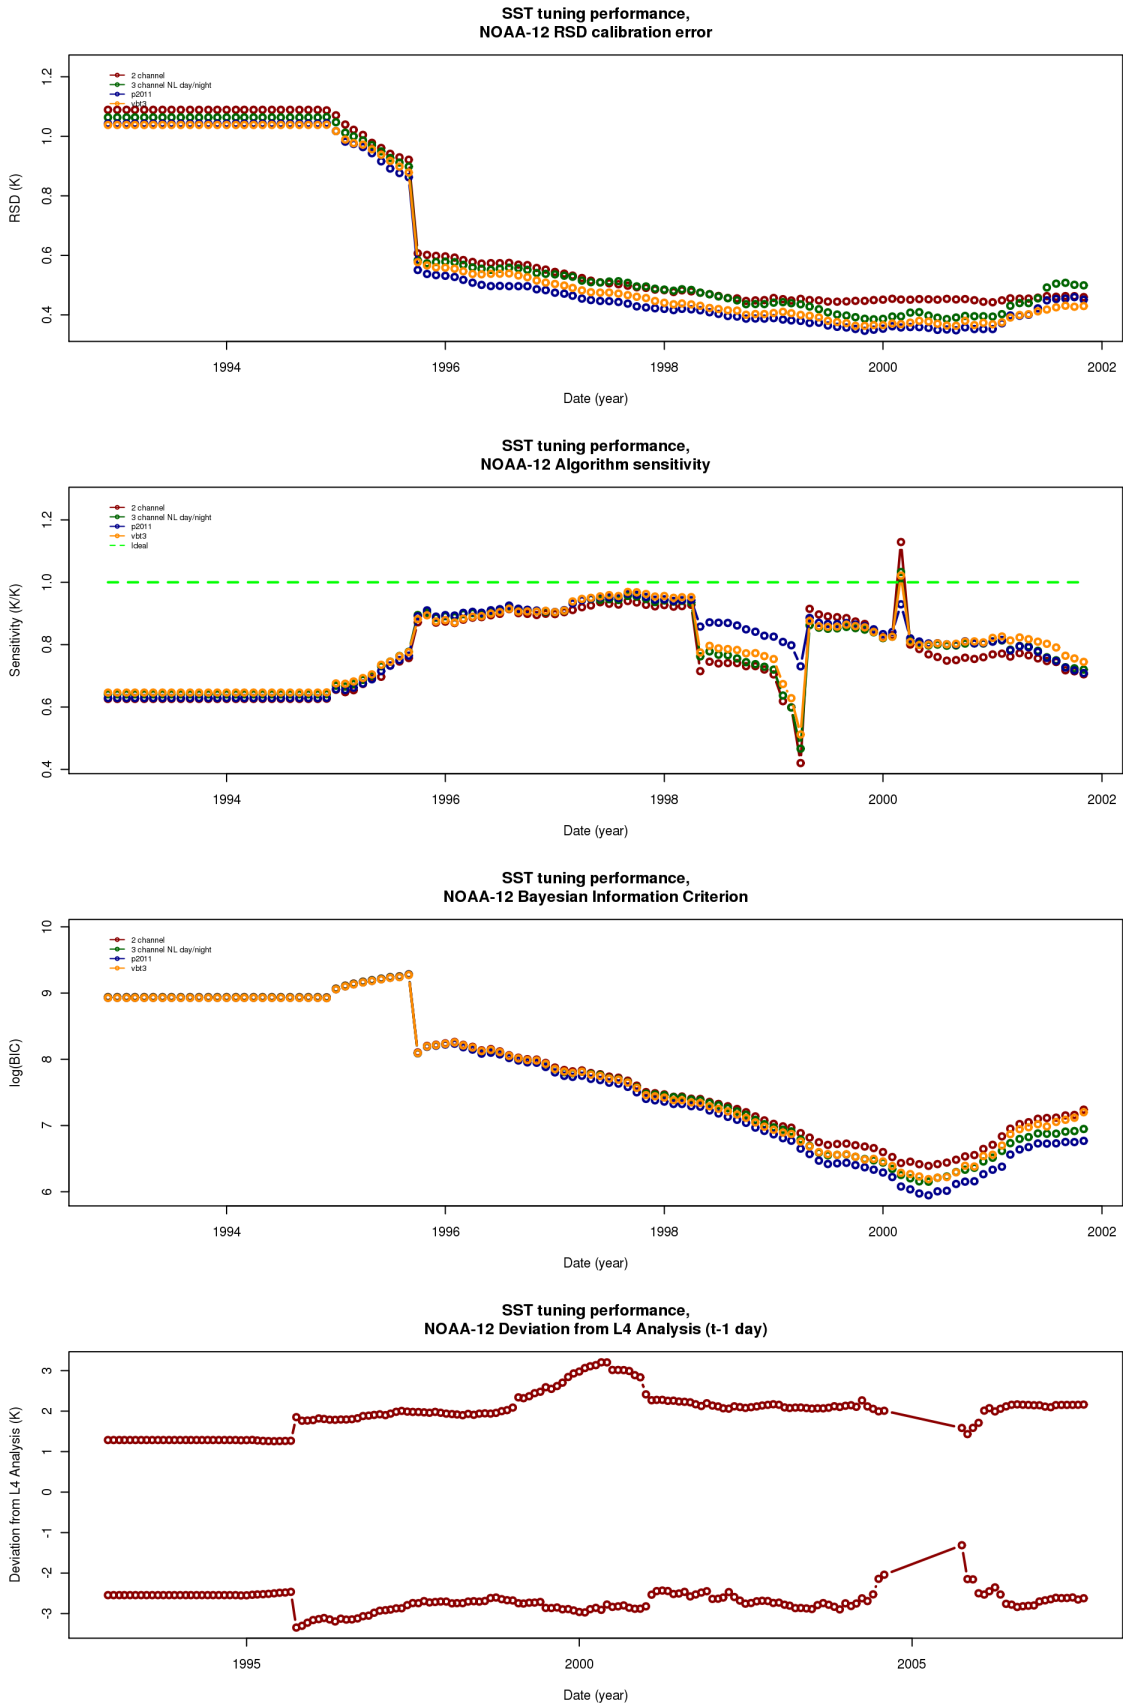 SST tuning performance,
NOAA-12 RSD calibration error
2 channel
3 channel NL day/night
p2011
vbt3
1.2
1.0
0.8
0.6
0.4
RSD (K)
1994 1996 1998 2000 2002
Date (year)
SST tuning performance,
NOAA-12 Algorithm sensitivity
2 channel
3 channel NL day/night
p2011
vbt3
Ideal
1.2
1.0
0.8
0.6
0.4
Sensitivity (K/K)
1994 1996 1998 2000 2002
Date (year)
SST tuning performance,
NOAA-12 Bayesian Information Criterion
2 channel
3 channel NL day/night
p2011
vbt3
10
9
8
7
6
log(BIC)
1994 1996 1998 2000 2002
Date (year)
SST tuning performance,
NOAA-12 Deviation from L4 Analysis (t-1 day)
3
2
1
0
-1
-2
-3
Deviation from L4 Analysis (K)
1995 2000 2005
Date (year)